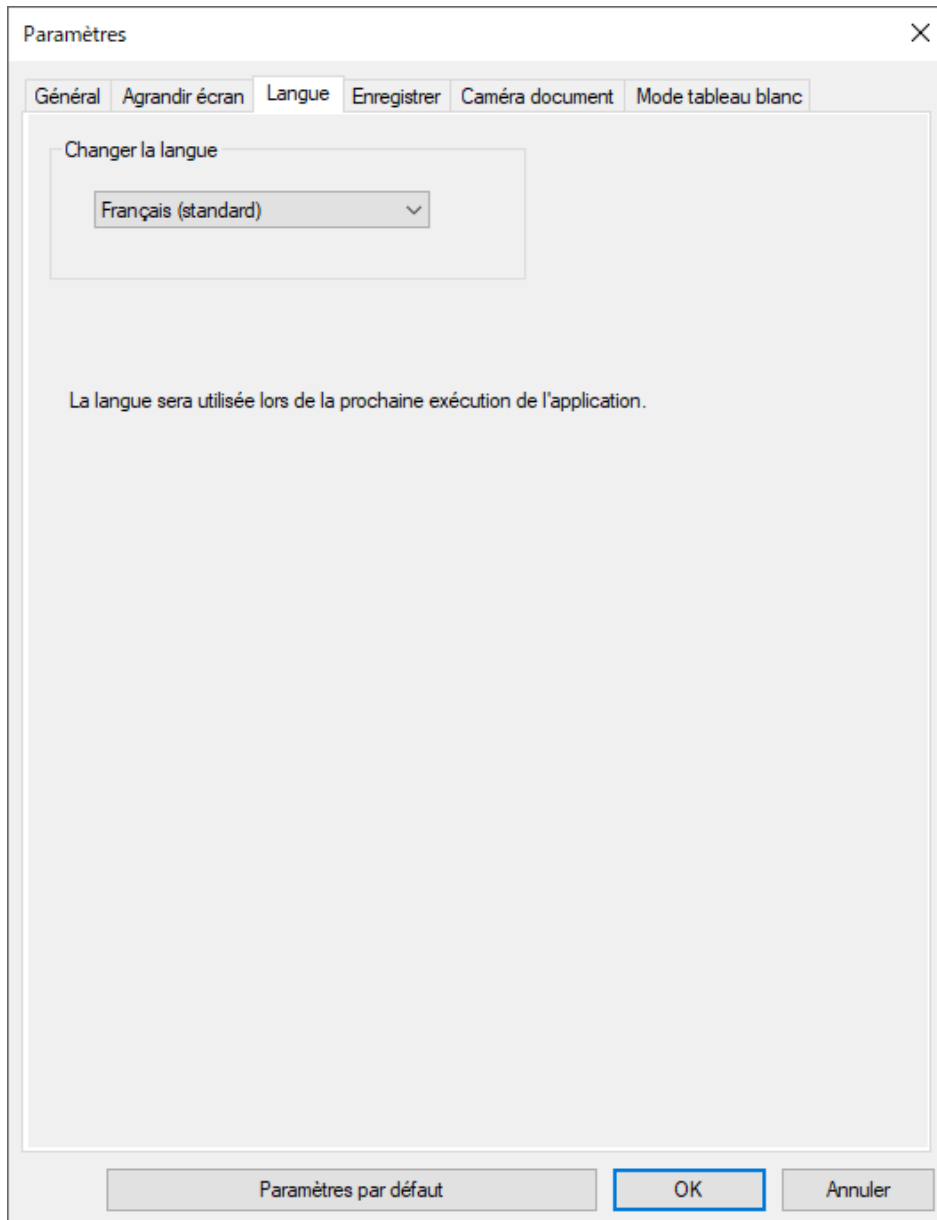 Paramètres
Général Agrandir écran Langue Enregistrer Caméra document Mode tableau blanc
Changer la langue
Français (standard)
La langue sera utilisée lors de la prochaine exécution de l'application.
Paramètres par défaut OK Annuler